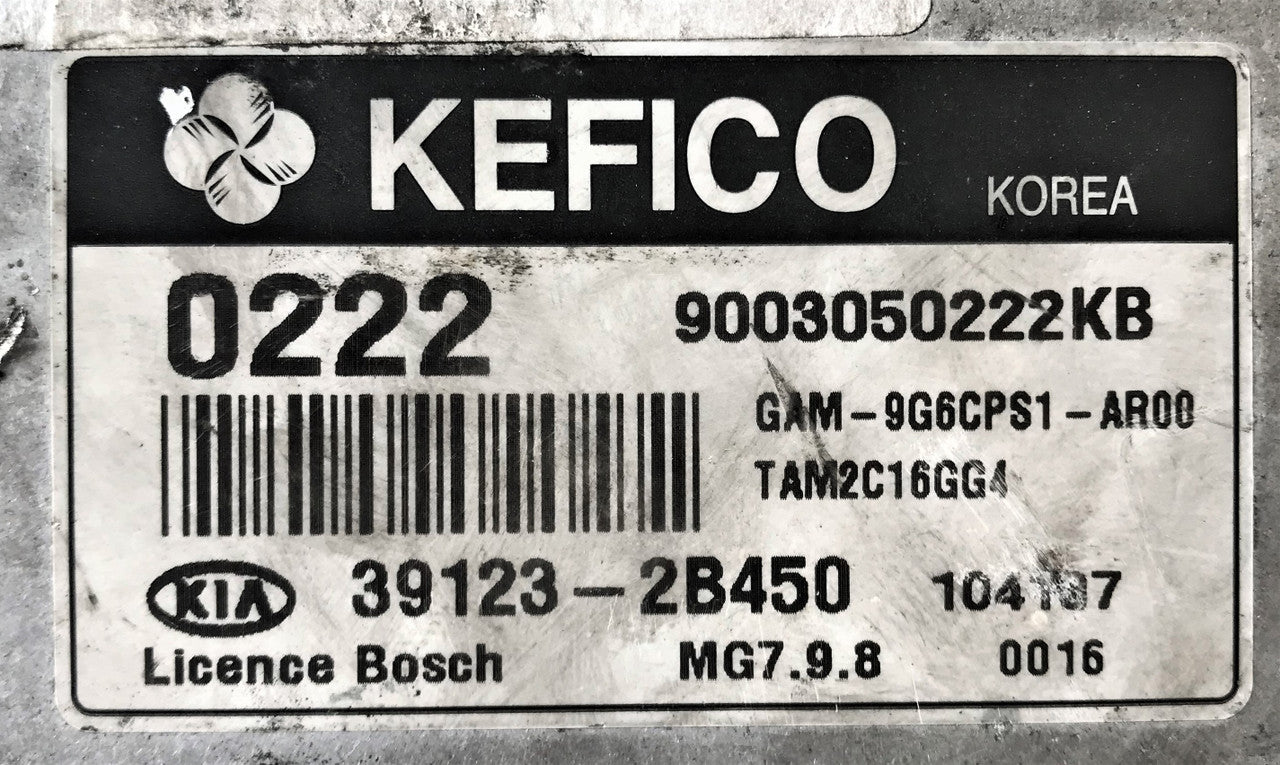 KEFICO KOREA
0222 9003050222KB
GAM-9G6CPS1-AR00
TAM2C16GG4
KIA 39123-2B450
Licence Bosch MG7.9.8 0016